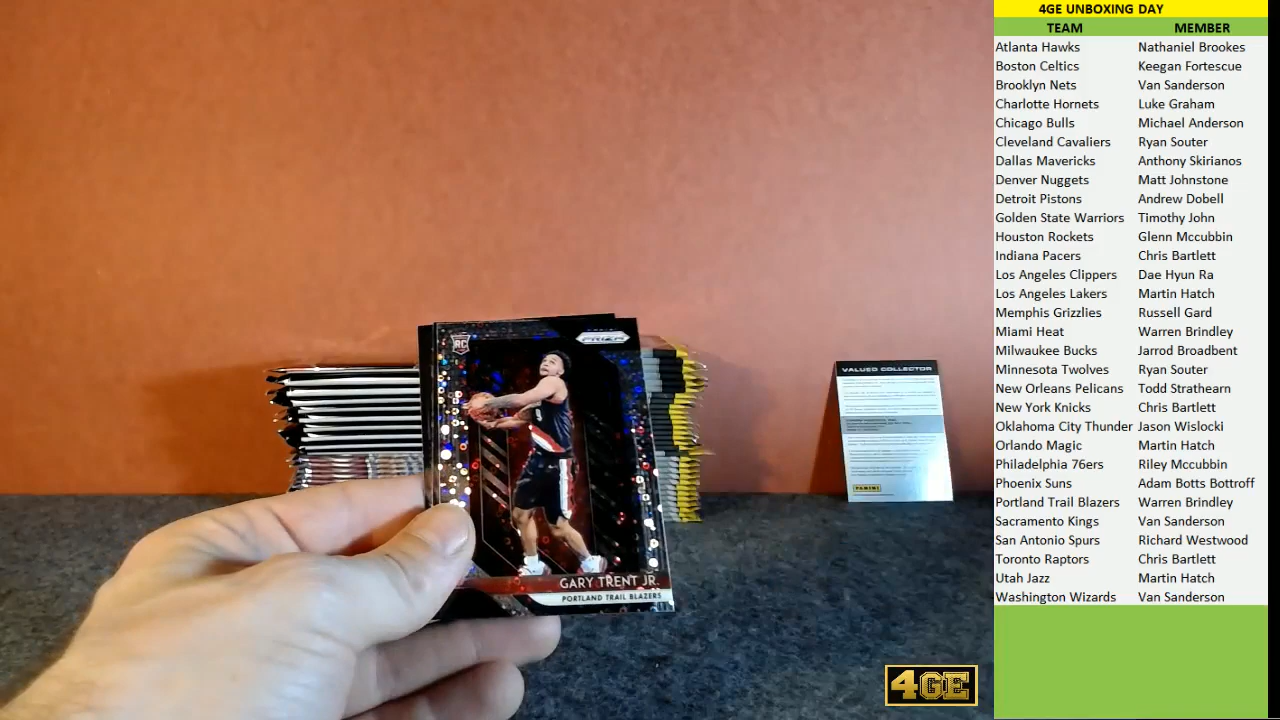 4GE UNBOXING DAY
TEAM MEMBER
Atlanta Hawks Nathaniel Brookes
Boston Celtics Keegan Fortescue
Brooklyn Nets Van Sanderson
Charlotte Hornets Luke Graham
Chicago Bulls Michael Anderson
Cleveland Cavaliers Ryan Souter
Dallas Mavericks Anthony Skirianos
Denver Nuggets Matt Johnstone
Detroit Pistons Andrew Dobell
Golden State Warriors Timothy John
Houston Rockets Glenn Mccubbin
Indiana Pacers Chris Bartlett
Los Angeles Clippers Dae Hyun Ra
Los Angeles Lakers Martin Hatch
Memphis Grizzlies Russell Gard
Miami Heat Warren Brindley
Milwaukee Bucks Jarrod Broadbent
Minnesota Twolves Ryan Souter
New Orleans Pelicans Todd Strathearn
New York Knicks Chris Bartlett
Oklahoma City Thunder Jason Wislocki
Orlando Magic Martin Hatch
Philadelphia 76ers Riley Mccubbin
Phoenix Suns Adam Botts Bottroff
Portland Trail Blazers Warren Brindley
Sacramento Kings Van Sanderson
San Antonio Spurs Richard Westwood
Toronto Raptors Chris Bartlett
Utah Jazz Martin Hatch
Washington Wizards Van Sanderson
RC
PRIZM
GARY TRENT JR.
PORTLAND TRAIL BLAZERS
VALUED COLLECTOR
PANINI
4GE